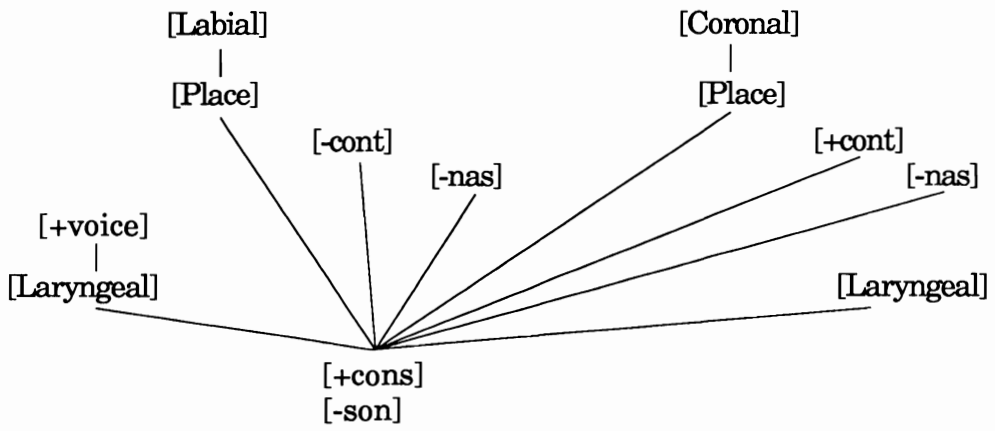 [Labial] [Coronal]
[Place] [Place]
[-cont] [+cont]
[-nas] [-nas]
[+voice]
[Laryngeal] [Laryngeal]
[+cons]
[-son]